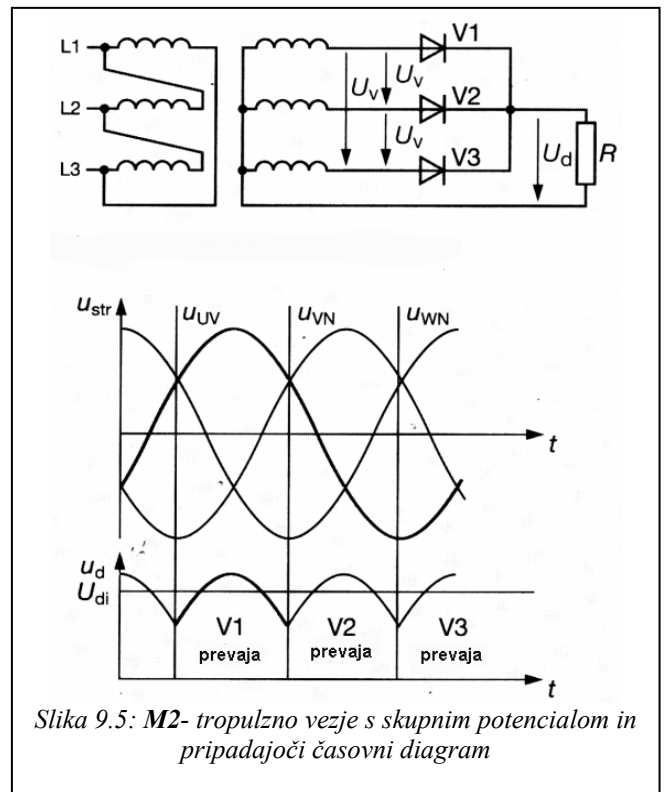 L1
V1
U_v
U_v
L2
V2
U_v
L3
V3
U_d
R
u_str
u_UV
u_VN
u_WN
t
u_d
U_di
V1 V2 V3
prevaja prevaja prevaja
t
Slika 9.5: M2- tropulzno vezje s skupnim potencialom in
pripadajoči časovni diagram